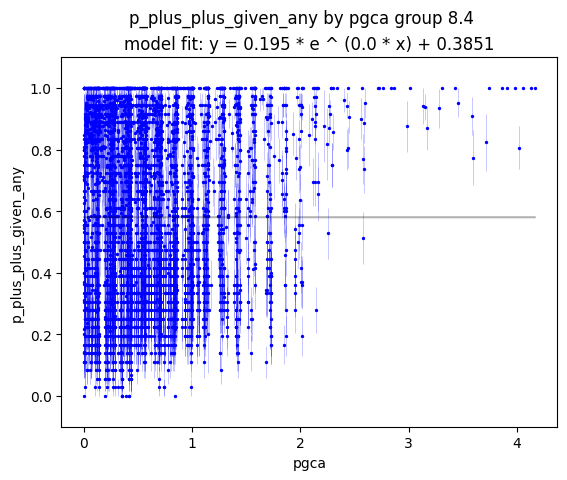 p_plus_plus_given_any by pgca group 8.4
model fit: y = 0.195 * e ^ (0.0 * x) + 0.3851
1.0
0.8
0.6
0.4
0.2
0.0
p_plus_plus_given_any
0
1
2
3
4
pgca